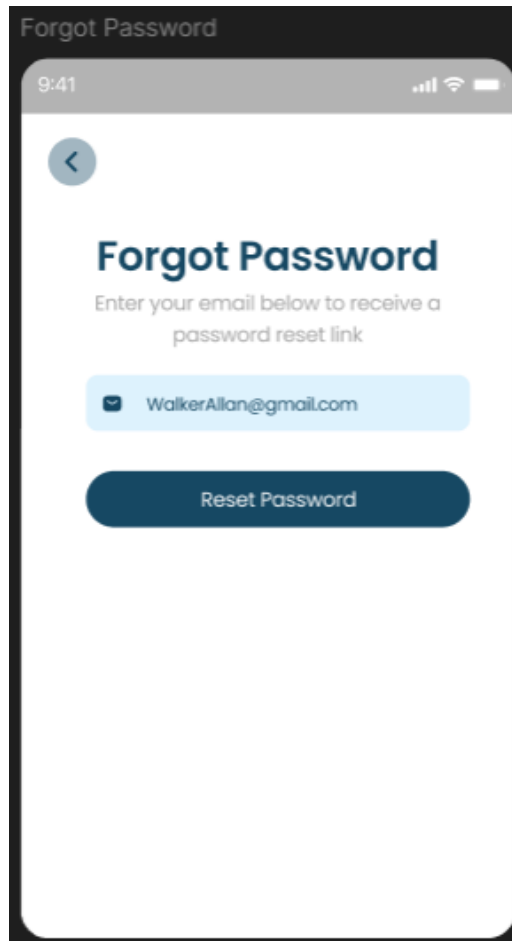 Forgot Password
9:41
Forgot Password
Enter your email below to receive a
password reset link
WalkerAllan@gmail.com
Reset Password